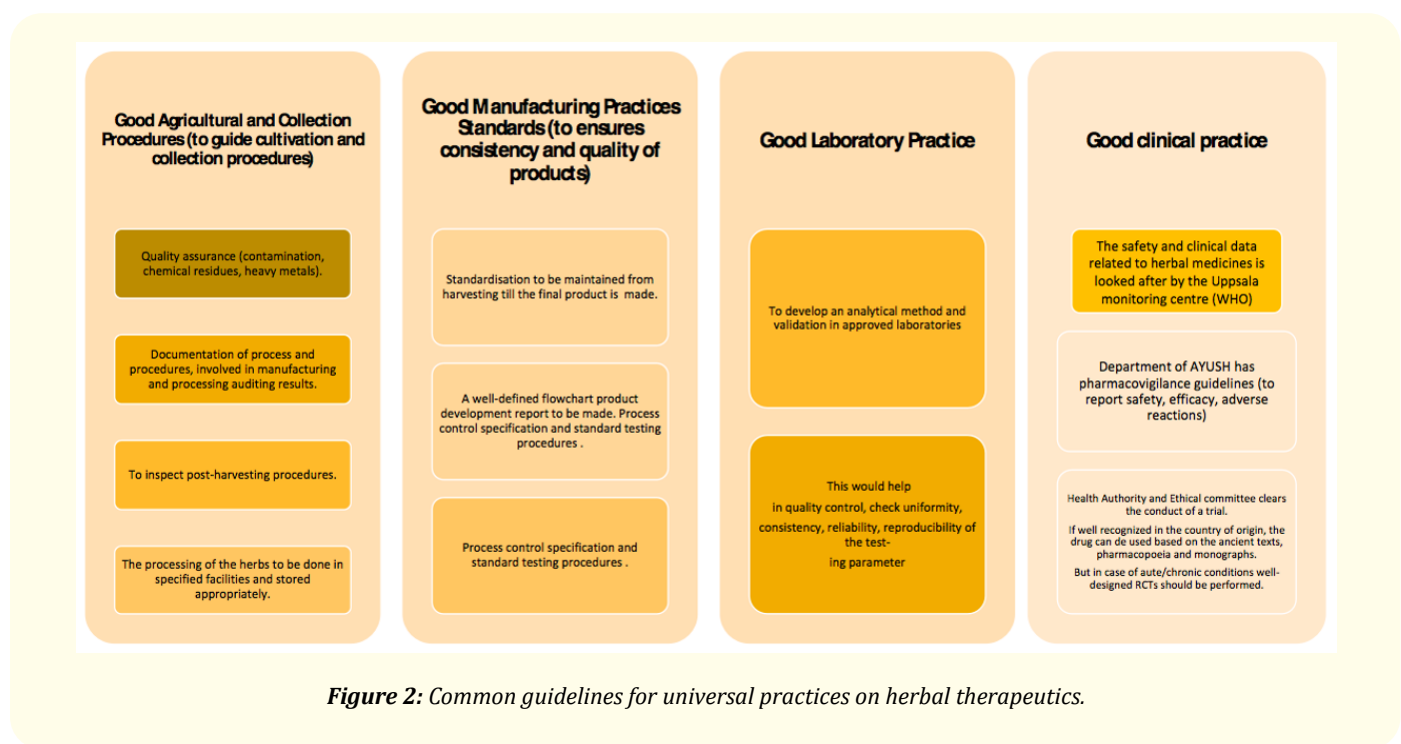 Good Agricultural and Collection
Procedures (to guide cultivation and
collection procedures)
Quality assurance (contamination,
chemical residues, heavy metals).
Documentation of process and
procedures, involved in manufacturing
and processing auditing results.
To inspect post-harvesting procedures.
The processing of the herbs to be done in
specified facilities and stored
appropriately.
Good Manufacturing Practices
Standards (to ensures
consistency and quality of
products)
Standardisation to be maintained from
harvesting till the final product is made.
A well-defined flowchart product
development report to be made. Process
control specification and standard testing
procedures .
Process control specification and
standard testing procedures .
Good Laboratory Practice
To develop an analytical method and
validation in approved laboratories
This would help
in quality control, check uniformity,
consistency, reliability, reproducibility of
the test-
ing parameter
Good clinical practice
The safety and clinical data
related to herbal medicines is
looked after by the Uppsala
monitoring centre (WHO)
Department of AYUSH has
pharmacovigilance guidelines (to
report safety, efficacy, adverse
reactions)
Health Authority and Ethical committee clears
the conduct of a trial.
If well recognized in the country of origin, the
drug can de used based on the ancient texts,
pharmacopoeia and monographs.
But in case of aute/chronic conditions well-
designed RCTs should be performed.
Figure 2: Common guidelines for universal practices on herbal therapeutics.